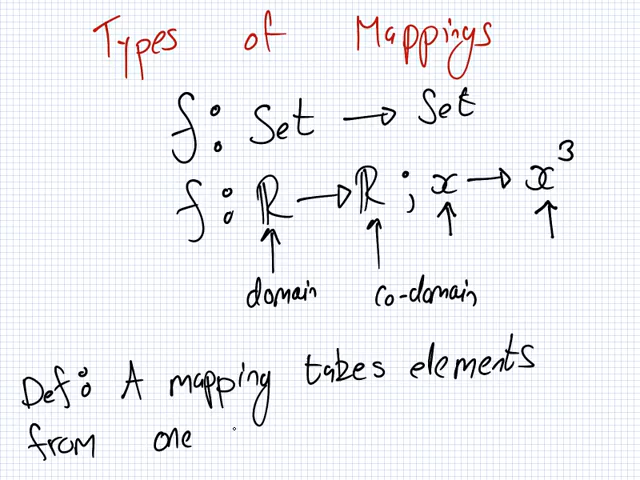 Types of Mappings
f: Set → Set
f: ℝ → ℝ ; x → x³
domain co-domain
Def: A mapping takes elements
from one